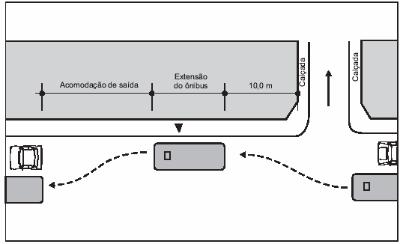 Acomodação de saída
Extensão
do ônibus
10,0 m
Calçada
Calçada